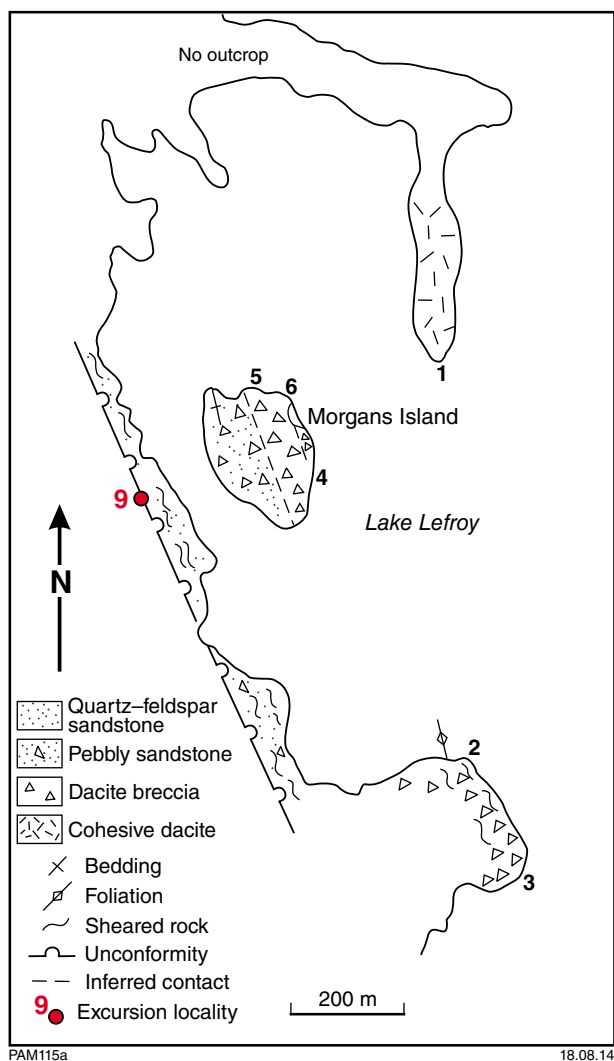 No outcrop
1
5
6
Morgans Island
4
9
Lake Lefroy
N
2
3
Quartz–feldspar
sandstone
Pebbly sandstone
Dacite breccia
Cohesive dacite
Bedding
Foliation
Sheared rock
Unconformity
Inferred contact
9 Excursion locality
200 m
PAM115a
18.08.14